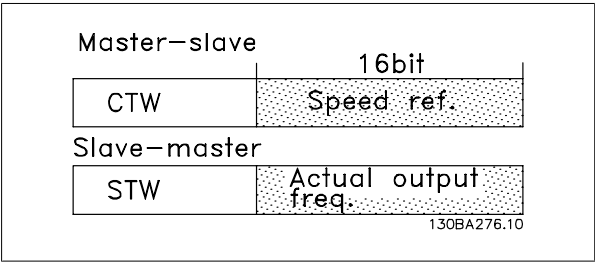 Master-slave
16bit
CTW
Speed ref.
Slave-master
STW
Actual output
freq.
130BA276.10